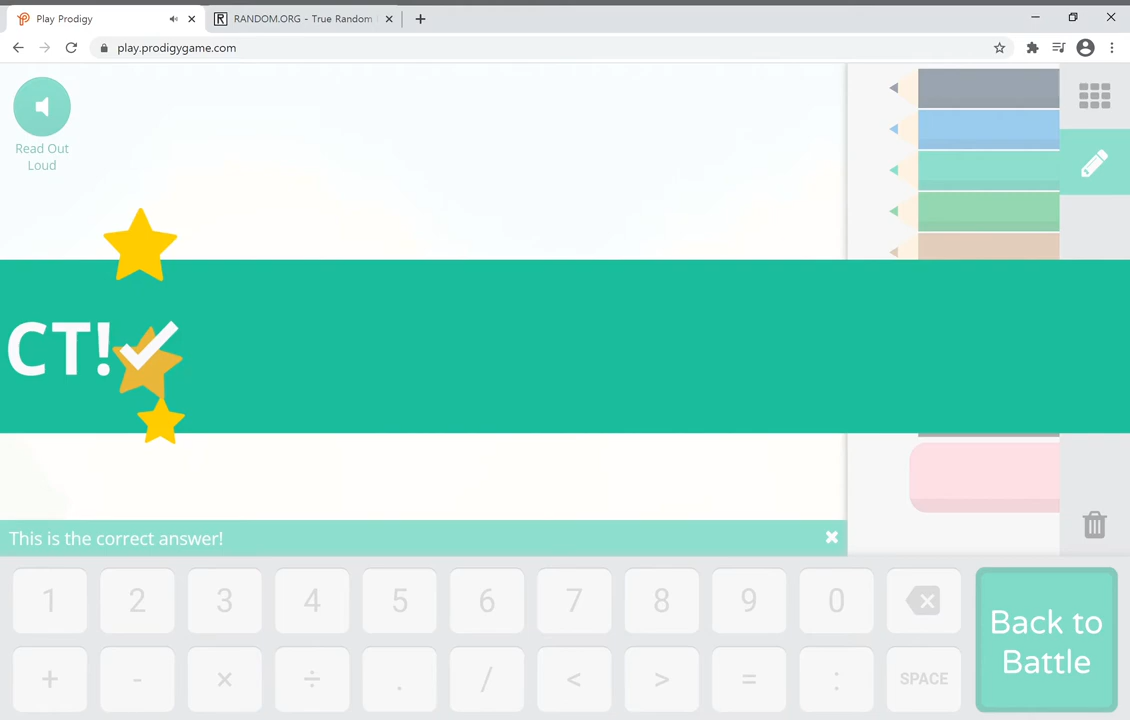 Play Prodigy
RANDOM.ORG - True Random
play.prodigygame.com
Read Out
Loud
CT!
This is the correct answer!
1 2 3 4 5 6 7 8 9 0
+ - × ÷ . / < > = : SPACE
Back to
Battle